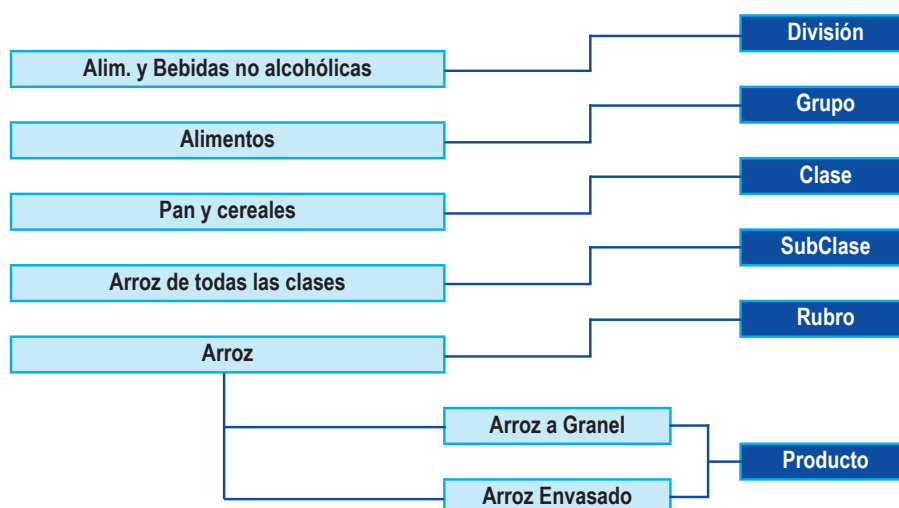 División
Alim. y Bebidas no alcohólicas
Grupo
Alimentos
Clase
Pan y cereales
SubClase
Arroz de todas las clases
Rubro
Arroz
Arroz a Granel
Producto
Arroz Envasado